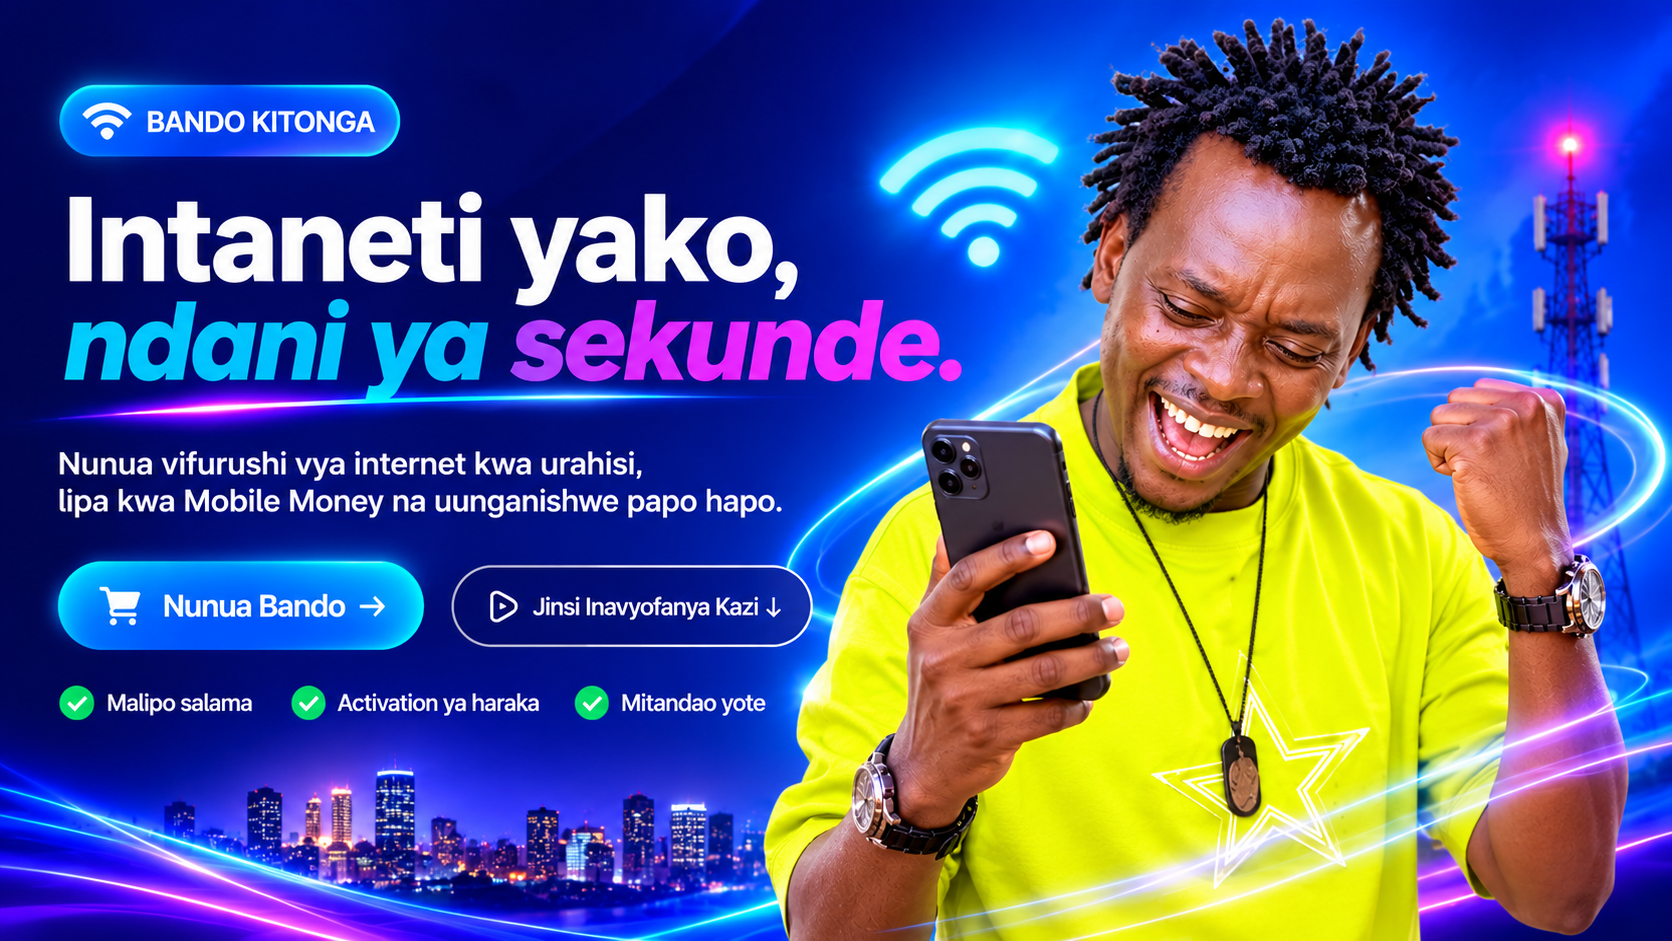 BANDO KITONGA
Intaneti yako,
ndani ya sekunde.
Nunua vifurushi vya internet kwa urahisi,
lipa kwa Mobile Money na uunganishwe papo hapo.
Nunua Bando →
Jinsi Inavyofanya Kazi ↓
Malipo salama
Activation ya haraka
Mitandao yote